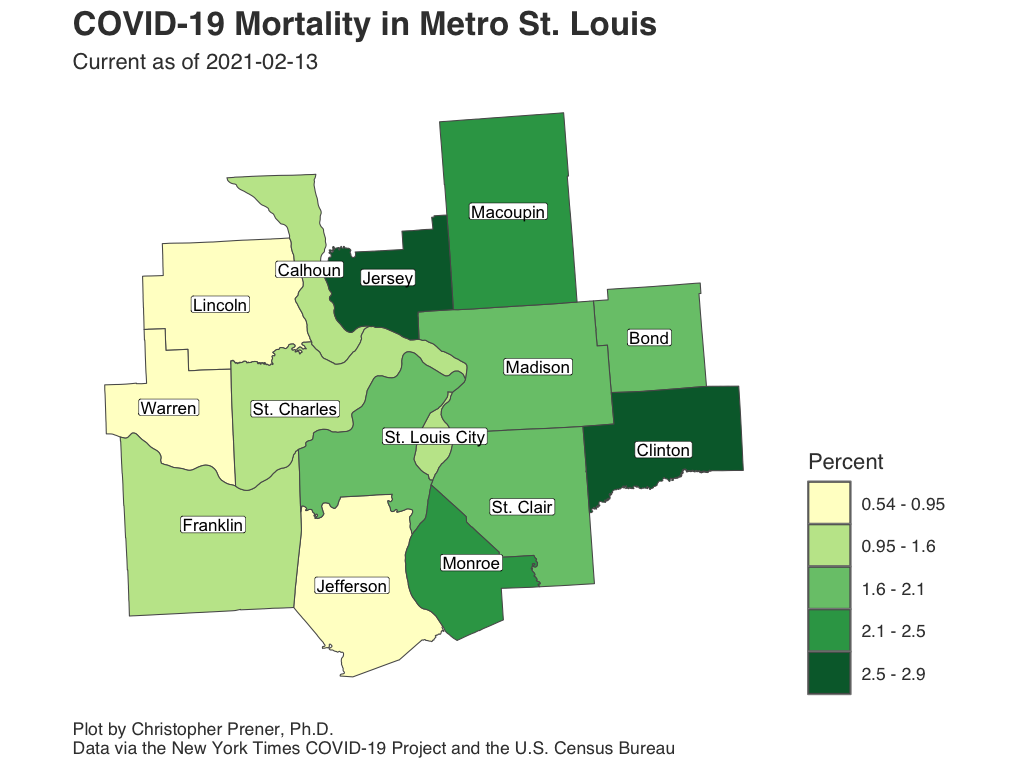 COVID-19 Mortality in Metro St. Louis
Current as of 2021-02-13
Macoupin
Calhoun
Jersey
Lincoln
Bond
Madison
Warren
St. Charles
St. Louis City
Clinton
St. Clair
Franklin
Monroe
Jefferson
Percent
0.54 - 0.95
0.95 - 1.6
1.6 - 2.1
2.1 - 2.5
2.5 - 2.9
Plot by Christopher Prener, Ph.D.
Data via the New York Times COVID-19 Project and the U.S. Census Bureau